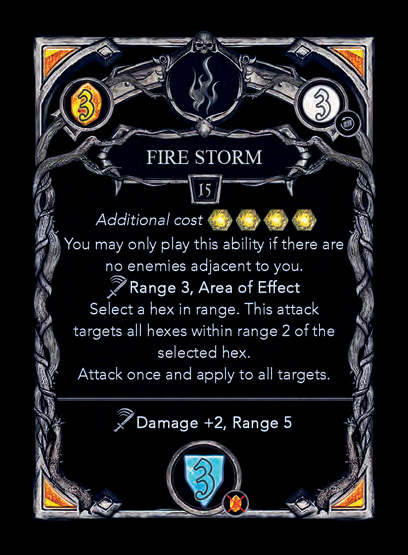 3
3
FIRE STORM
15
Additional cost
You may only play this ability if there are
no enemies adjacent to you.
Range 3, Area of Effect
Select a hex in range. This attack
targets all hexes within range 2 of the
selected hex.
Attack once and apply to all targets.
Damage +2, Range 5
3